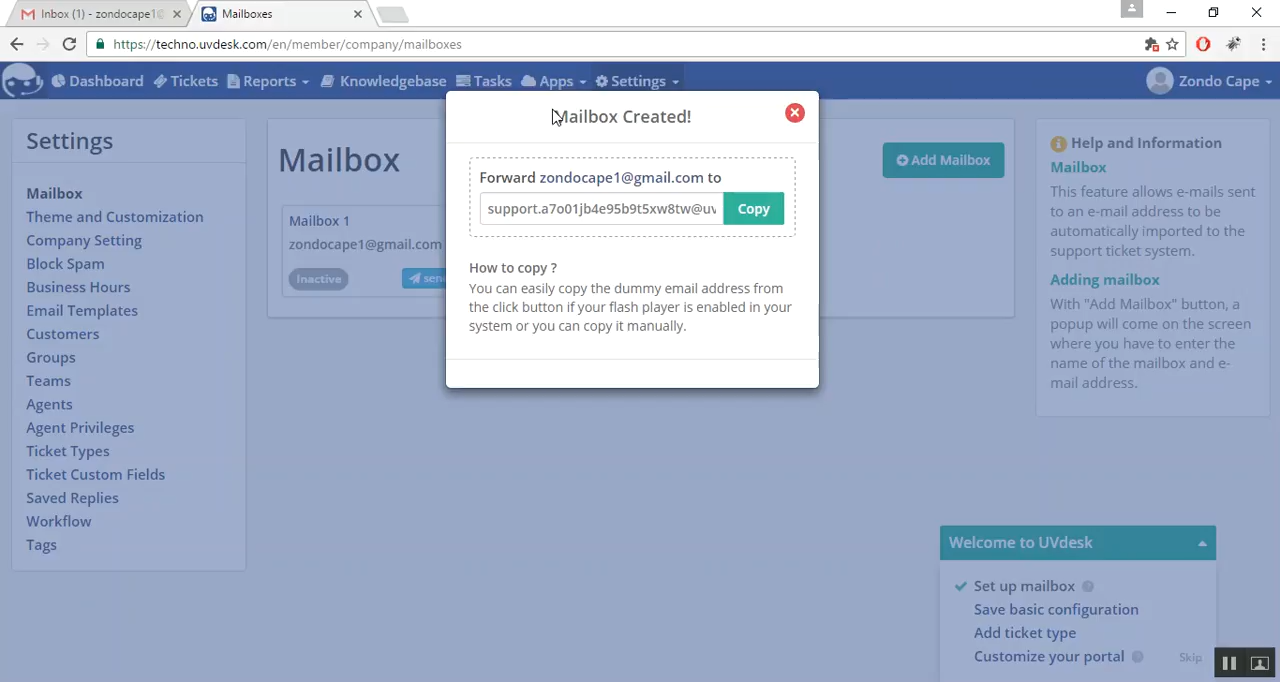 Inbox (1) - zondocape1@
Mailboxes
https://techno.uvdesk.com/en/member/company/mailboxes
Dashboard Tickets Reports Knowledgebase Tasks Apps Settings Zondo Cape
Settings
Mailbox
Theme and Customization
Company Setting
Block Spam
Business Hours
Email Templates
Customers
Groups
Teams
Agents
Agent Privileges
Ticket Types
Ticket Custom Fields
Saved Replies
Workflow
Tags
Mailbox
Add Mailbox
Mailbox 1
zondocape1@gmail.com
Inactive
Mailbox Created!
Forward zondocape1@gmail.com to
support.a7o01jb4e95b9t5xw8tw@uv
Copy
How to copy ?
You can easily copy the dummy email address from
the click button if your flash player is enabled in your
system or you can copy it manually.
Help and Information
Mailbox
This feature allows e-mails sent
to an e-mail address to be
automatically imported to the
support ticket system.
Adding mailbox
With "Add Mailbox" button, a
popup will come on the screen
where you have to enter the
name of the mailbox and e-
mail address.
Welcome to UVdesk
Set up mailbox
Save basic configuration
Add ticket type
Customize your portal
Skip